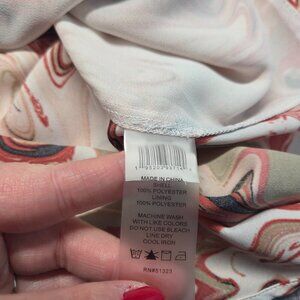 MADE IN CHINA
SHELL
100% POLYESTER
LINING
100% POLYESTER
MACHINE WASH
WITH LIKE COLORS
DO NOT USE BLEACH
LINE DRY
COOL IRON
RN#51323